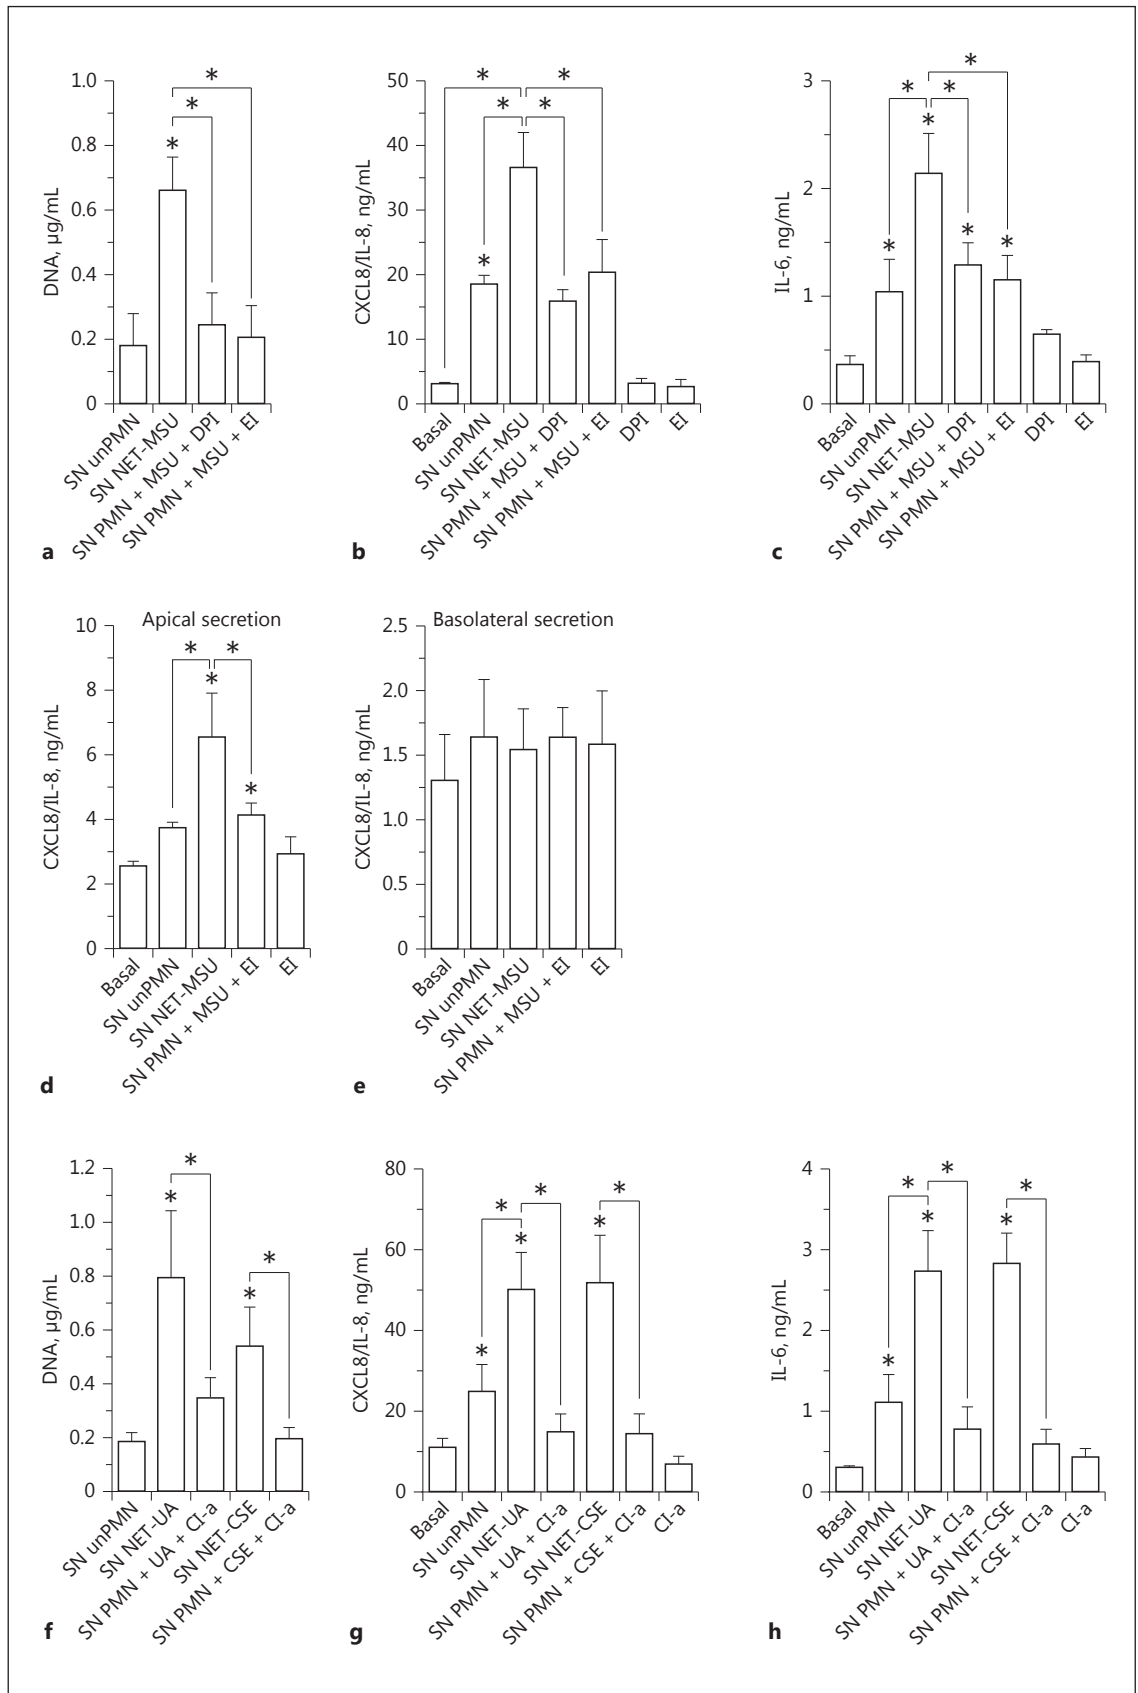 1.0
0.8
0.6
0.4
0.2
0
DNA, µg/mL
*
*
*
SN unPMN
SN NET-MSU
SN PMN + MSU + DPI
SN PMN + MSU + EI
a
50
40
30
20
10
0
CXCL8/IL-8, ng/mL
* *
* *
*
Basal
SN unPMN
SN NET-MSU
SN PMN + MSU + DPI
SN PMN + MSU + EI
DPI
EI
b
3
2
1
0
IL-6, ng/mL
*
* *
*
* * *
Basal
SN unPMN
SN NET-MSU
SN PMN + MSU + DPI
SN PMN + MSU + EI
DPI
EI
c
Apical secretion
10
8
6
4
2
0
CXCL8/IL-8, ng/mL
* *
*
*
Basal
SN unPMN
SN NET-MSU
SN PMN + MSU + EI
EI
d
Basolateral secretion
2.5
2.0
1.5
1.0
0.5
0
CXCL8/IL-8, ng/mL
Basal
SN unPMN
SN NET-MSU
SN PMN + MSU + EI
EI
e
1.2
1.0
0.8
0.6
0.4
0.2
0
DNA, µg/mL
*
*
*
*
SN unPMN
SN NET-UA
SN PMN + UA + CI-a
SN NET-CSE
SN PMN + CSE + CI-a
f
80
60
40
20
0
CXCL8/IL-8, ng/mL
* * *
* *
*
Basal
SN unPMN
SN NET-UA
SN PMN + UA + CI-a
SN NET-CSE
SN PMN + CSE + CI-a
CI-a
g
4
3
2
1
0
IL-6, ng/mL
* * *
* *
*
Basal
SN unPMN
SN NET-UA
SN PMN + UA + CI-a
SN NET-CSE
SN PMN + CSE + CI-a
CI-a
h